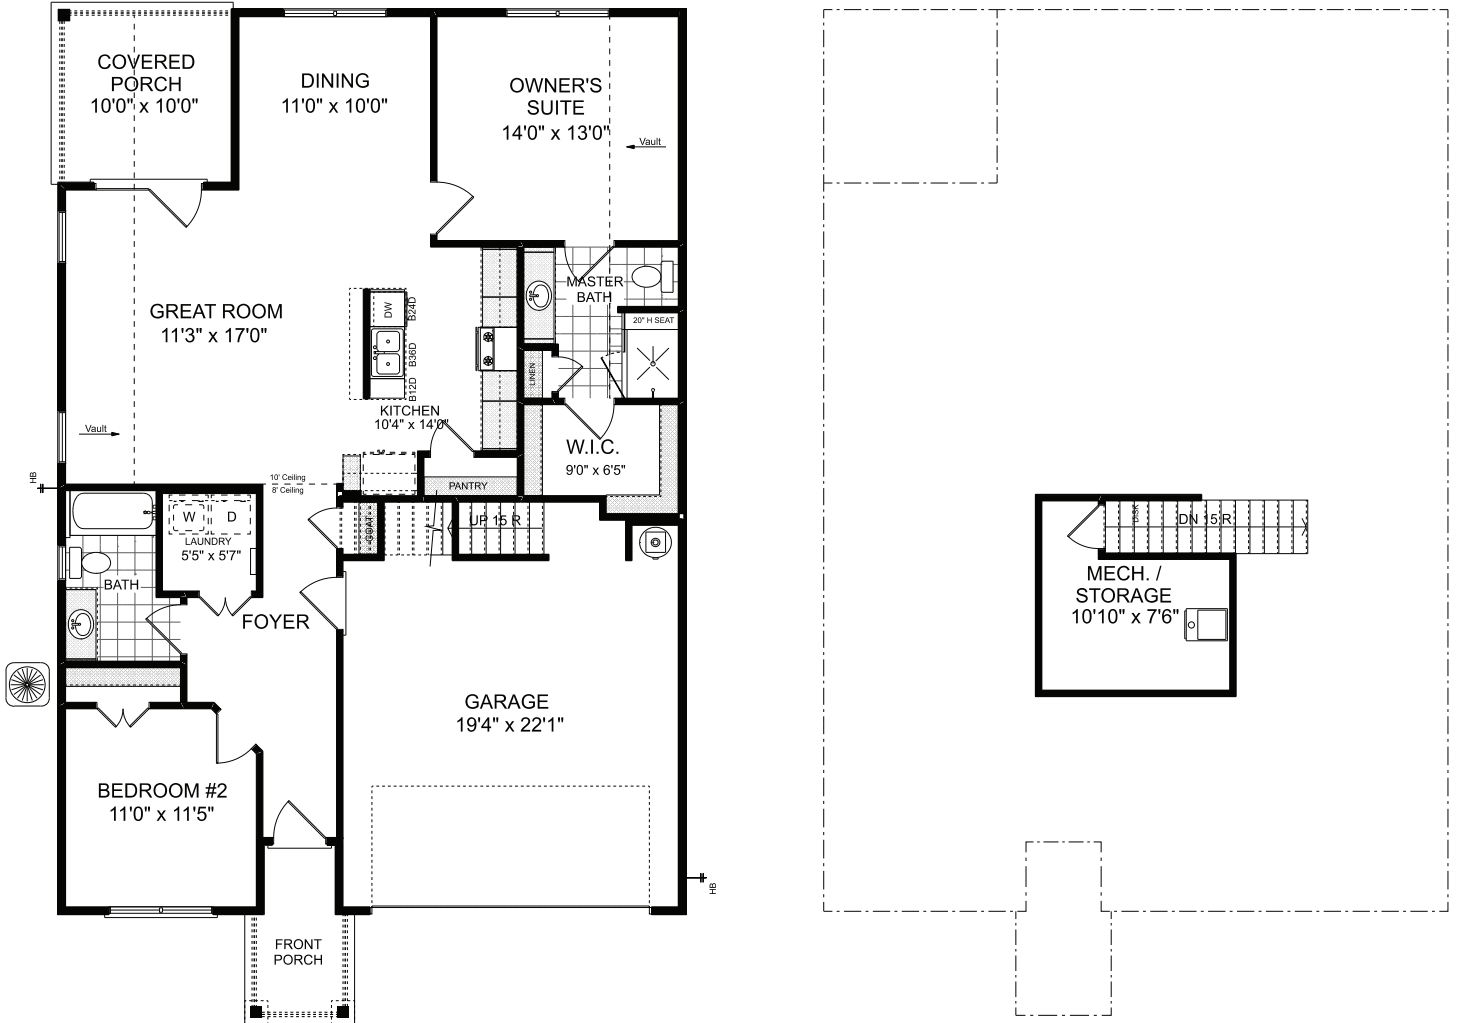 COVERED
PORCH
10'0" x 10'0"
DINING
11'0" x 10'0"
OWNER'S
SUITE
14'0" x 13'0"
Vault
MASTER
BATH
20" H SEAT
LINEN
GREAT ROOM
11'3" x 17'0"
DW
B24D
B36D
B12D
KITCHEN
10'4" x 14'0"
Vault
W.I.C.
9'0" x 6'5"
PANTRY
10' Ceiling
8' Ceiling
HB
W
D
LAUNDRY
5'5" x 5'7"
COAT
UP 15 R
BATH
FOYER
GARAGE
19'4" x 22'1"
BEDROOM #2
11'0" x 11'5"
HB
FRONT
PORCH
DN 15 R
MECH. /
STORAGE
10'10" x 7'6"